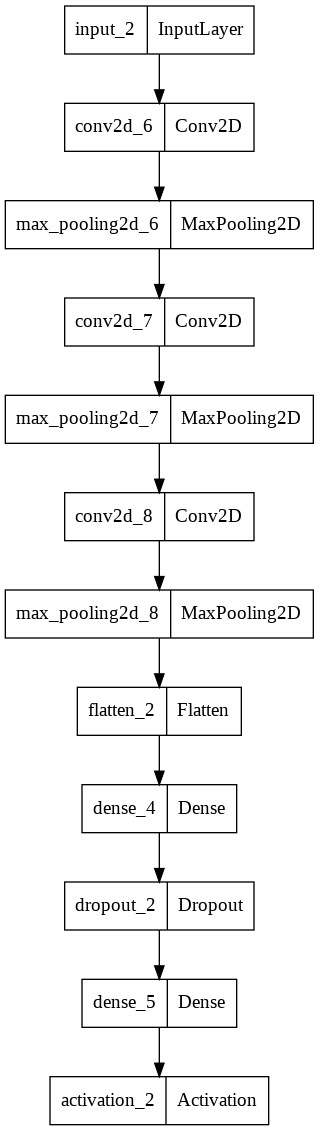 input_2 InputLayer
conv2d_6 Conv2D
max_pooling2d_6 MaxPooling2D
conv2d_7 Conv2D
max_pooling2d_7 MaxPooling2D
conv2d_8 Conv2D
max_pooling2d_8 MaxPooling2D
flatten_2 Flatten
dense_4 Dense
dropout_2 Dropout
dense_5 Dense
activation_2 Activation